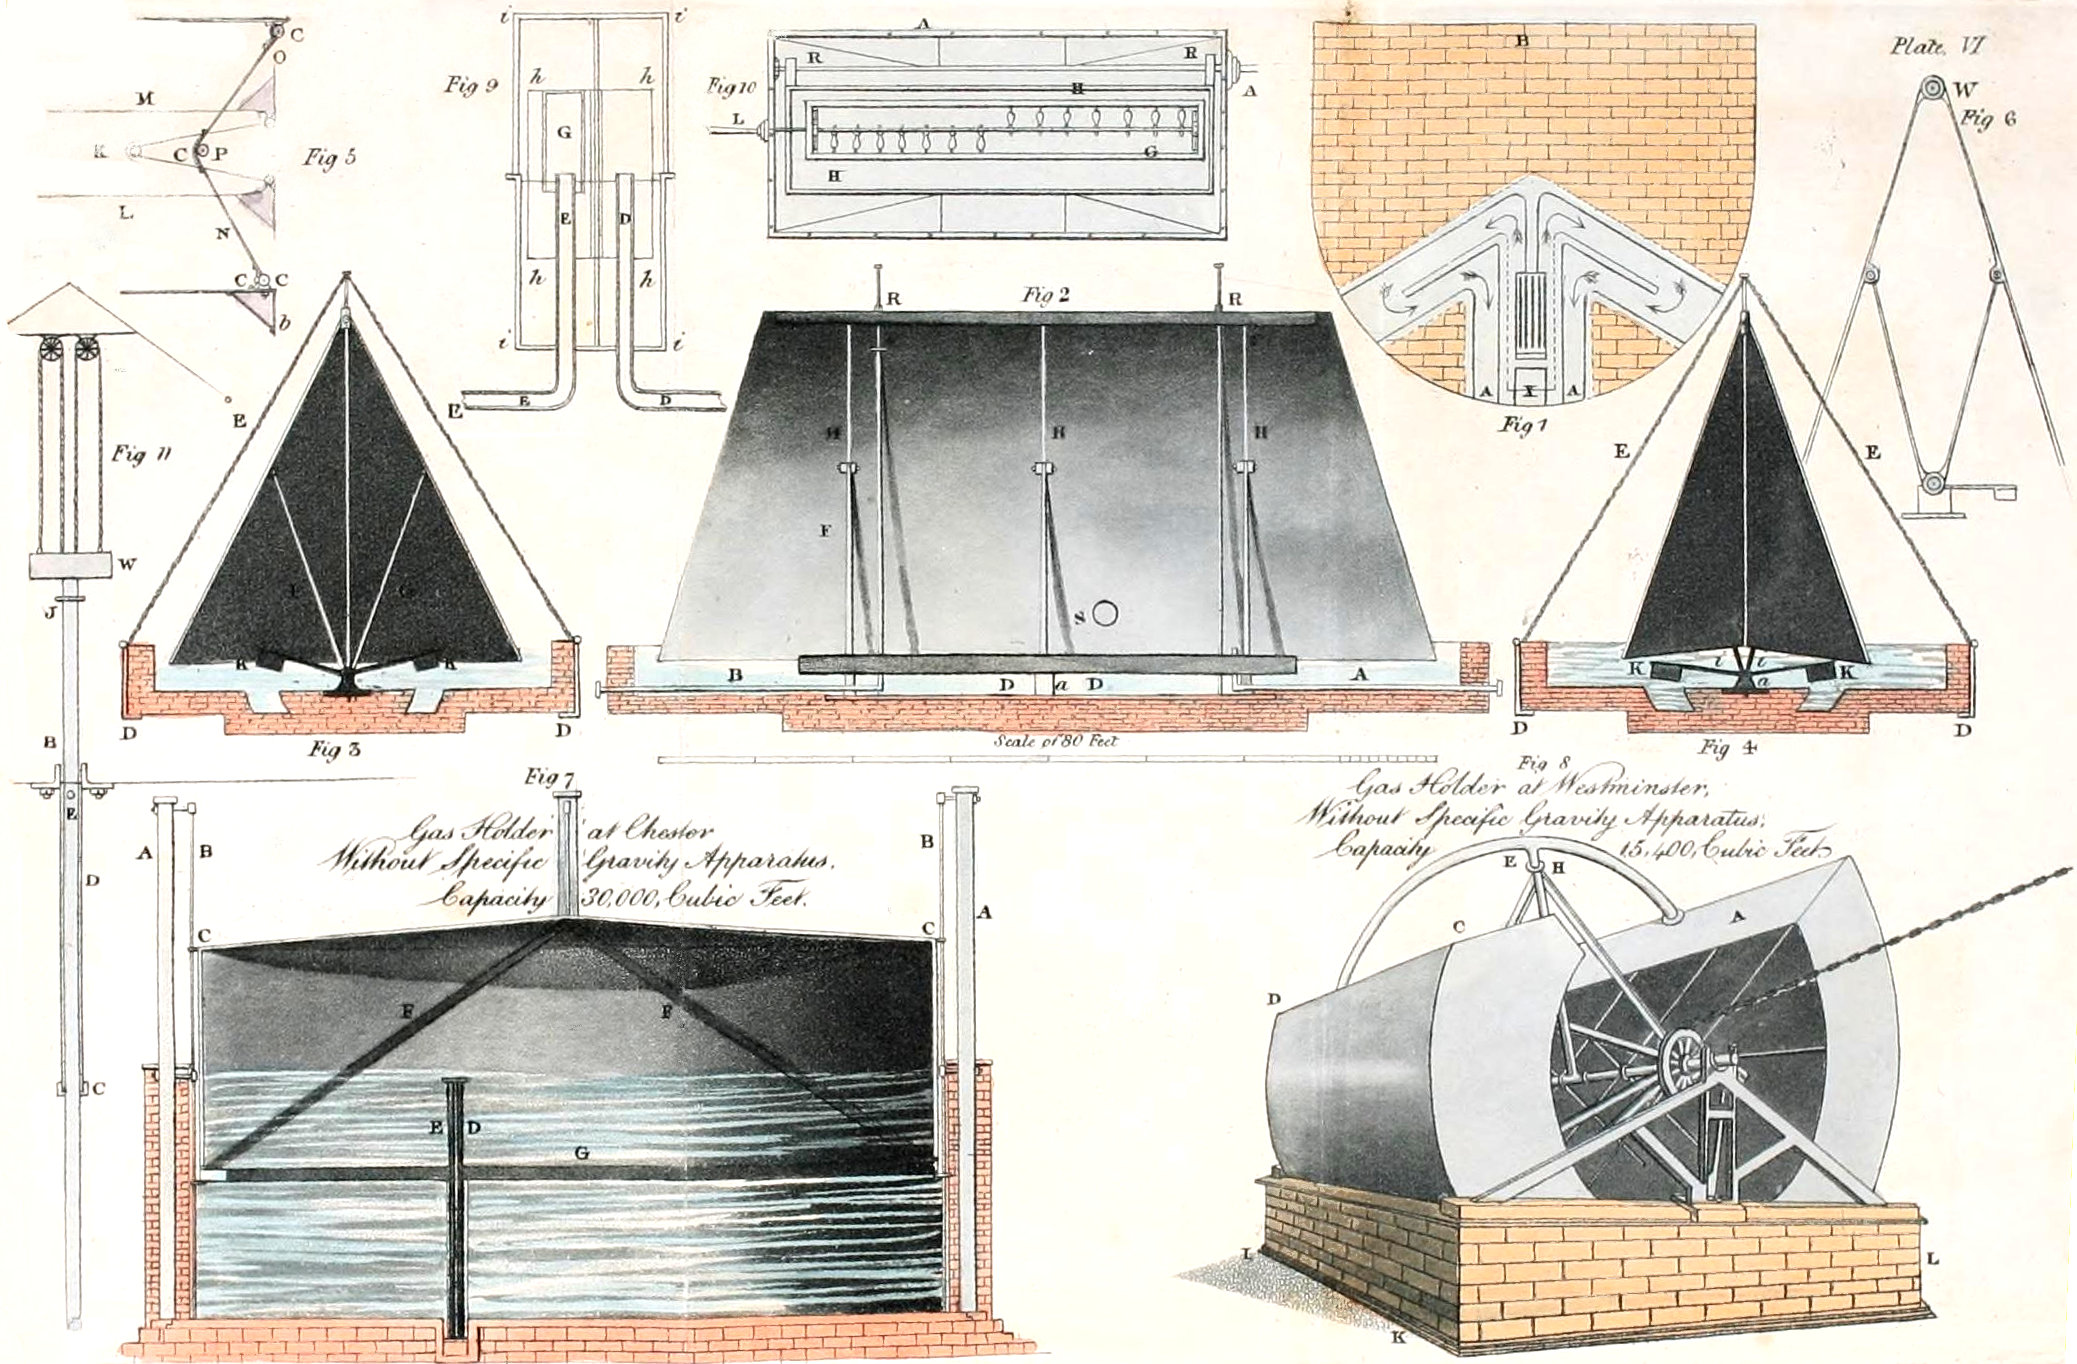 Plate. VI
Fig 5
C
O
M
K
C
P
L
N
C
C
b
Fig 9
i
i
h
h
G
E
D
h
h
i
i
E
E
D
Fig 10
A
R
R
A
H
L
G
H
B
A
Y
A
Fig 1
W
Fig 6
Fig 11
E
W
J
B
E
D
C
I
G
K
K
D
D
Fig 3
Fig 2
R
R
H
H
H
F
S
B
D
a
D
A
Scale of 80 Feet
E
E
K
i
i
a
K
D
D
Fig 4
Fig 7
Gas Holder at Chester
Without Specific Gravity Apparatus.
Capacity 30,000, Cubic Feet.
A
B
B
A
C
C
F
F
E
D
G
Fig 8
Gas Holder at Westminster,
Without Specific Gravity Apparatus;
Capacity 15,400, Cubic Feet
E
H
C
A
D
L
L
K